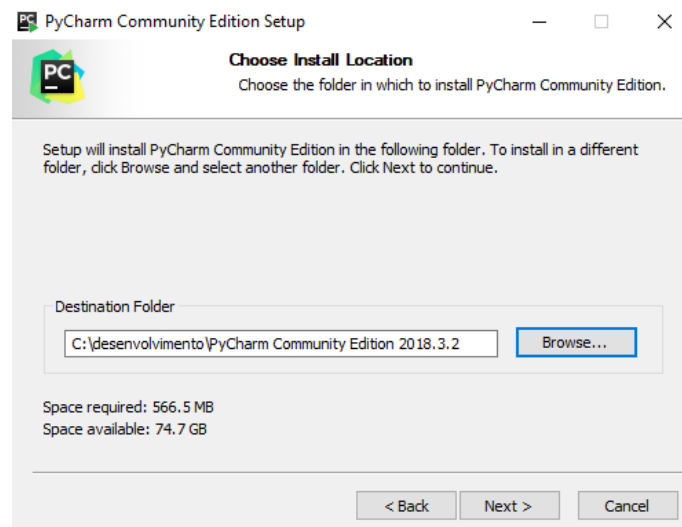 PC PyCharm Community Edition Setup
PC
Choose Install Location
Choose the folder in which to install PyCharm Community Edition.
Setup will install PyCharm Community Edition in the following folder. To install in a different
folder, click Browse and select another folder. Click Next to continue.
Destination Folder
C:\desenvolvimento\PyCharm Community Edition 2018.3.2
Browse...
Space required: 566.5 MB
Space available: 74.7 GB
< Back
Next >
Cancel